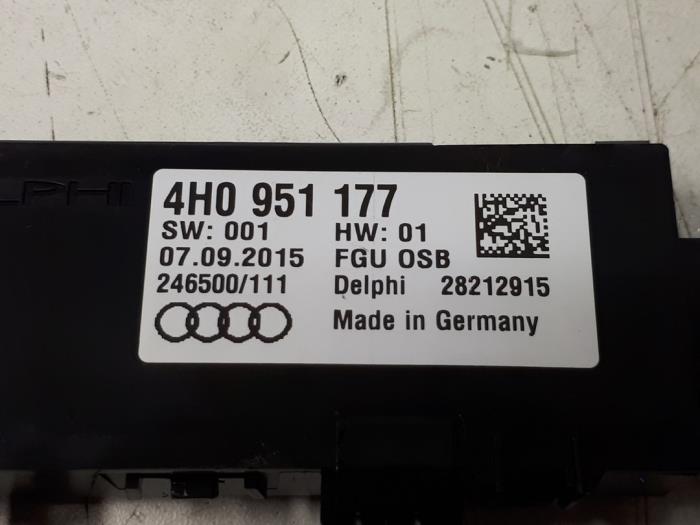 4H0 951 177
SW: 001 HW: 01
07.09.2015 FGU OSB
246500/111 Delphi 28212915
Made in Germany